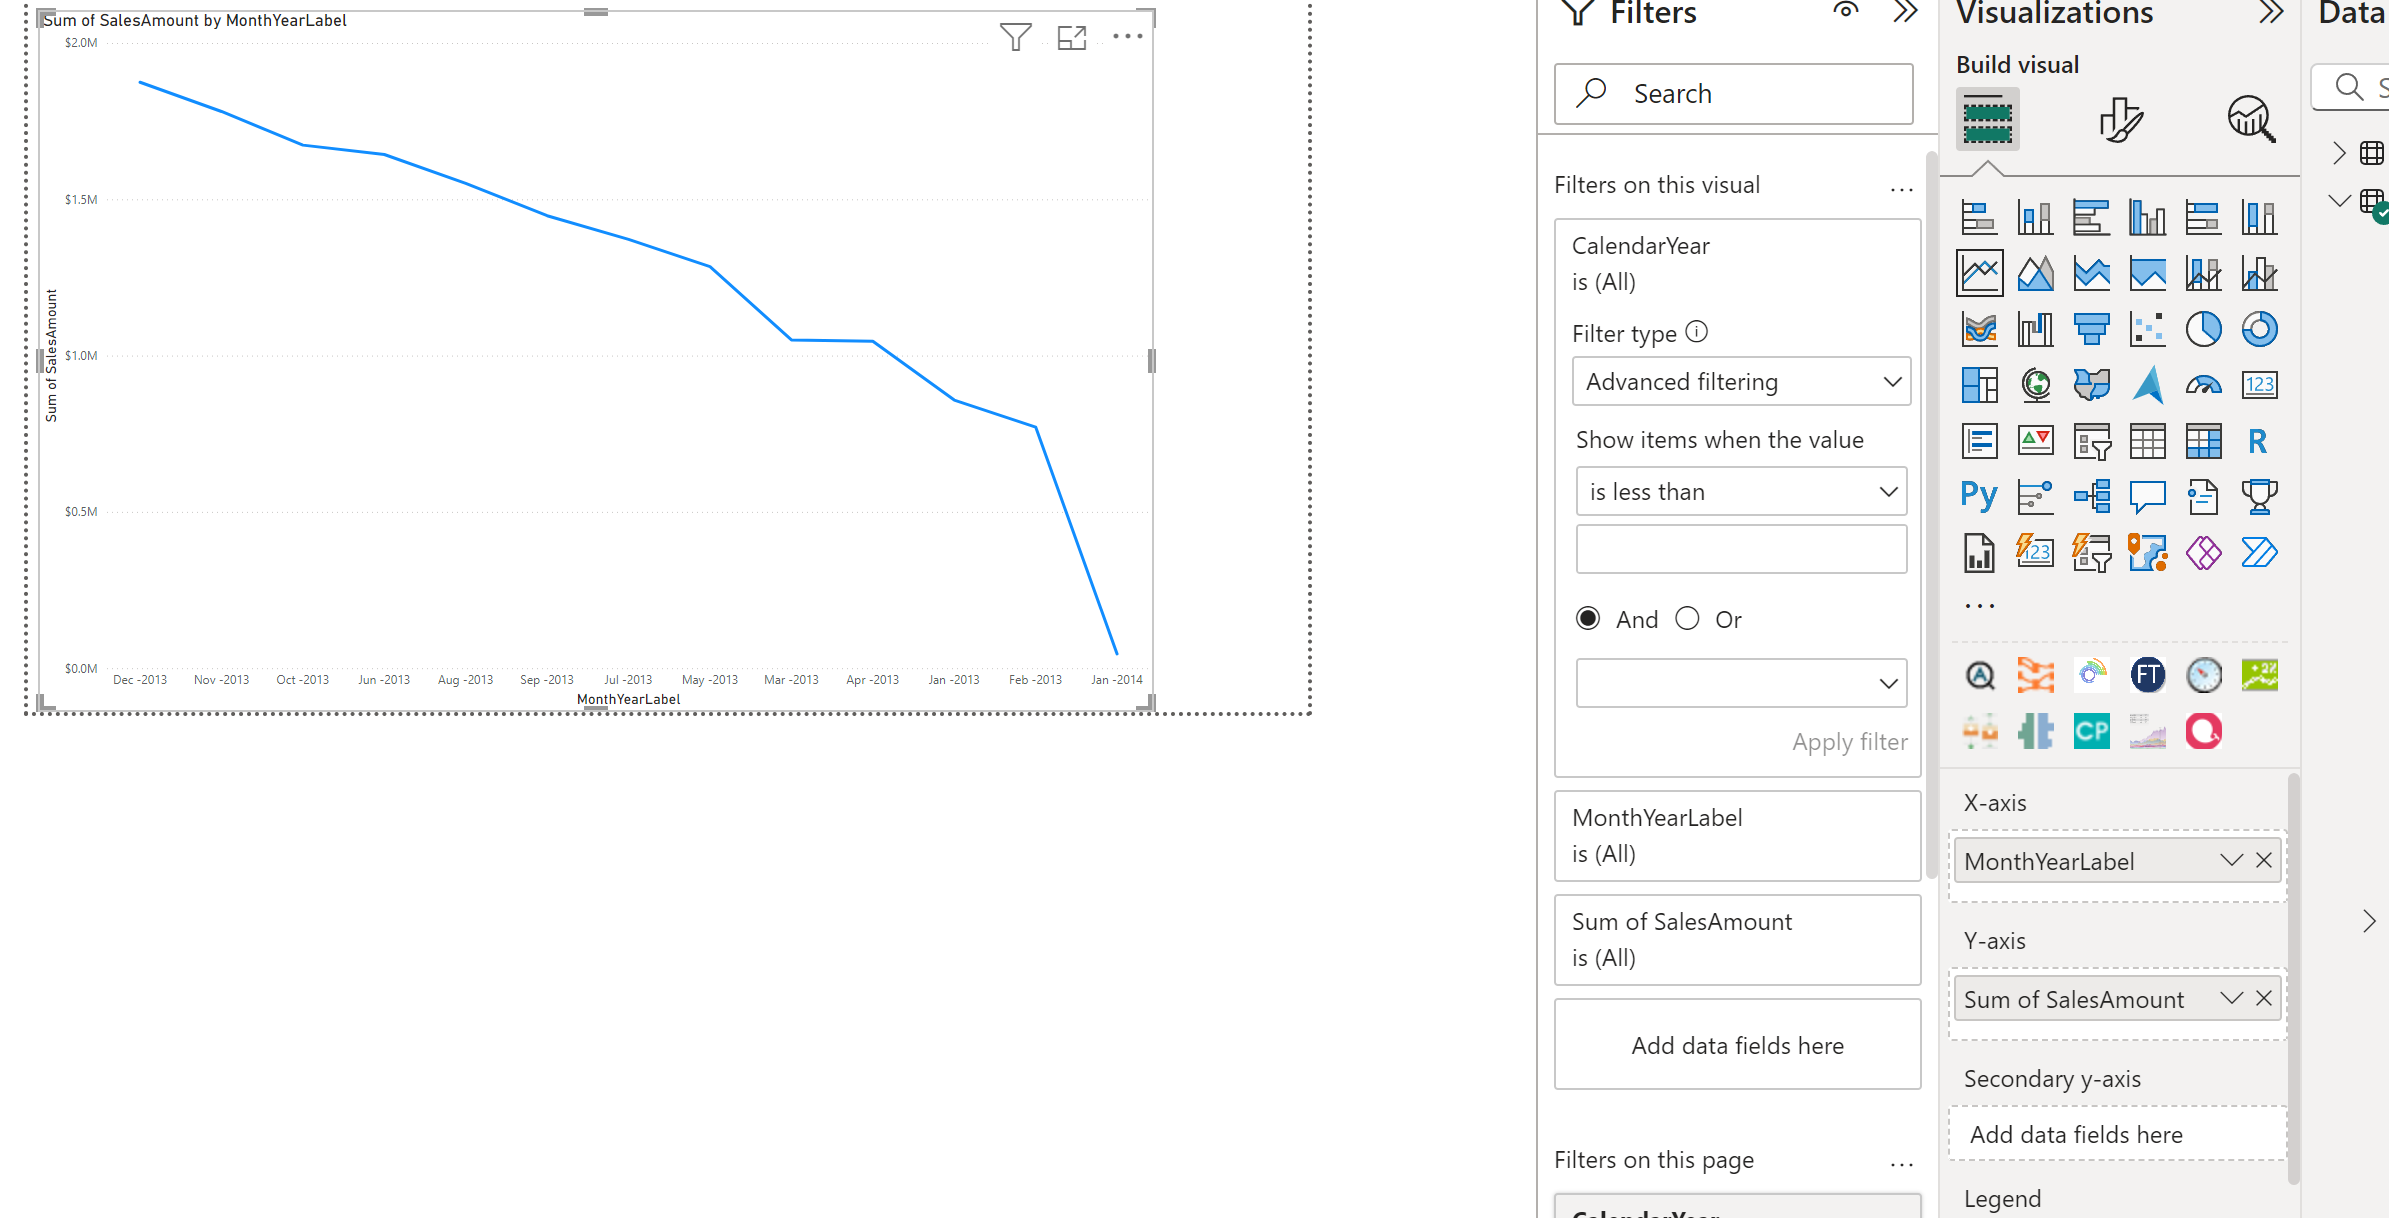 Sum of SalesAmount by MonthYearLabel
$2.0M
$1.5M
$1.0M
$0.5M
$0.0M
Sum of SalesAmount
Dec -2013
Nov -2013
Oct -2013
Jun -2013
Aug -2013
Sep -2013
Jul -2013
May -2013
Mar -2013
Apr -2013
Jan -2013
Feb -2013
Jan -2014
MonthYearLabel
Filters
Search
Filters on this visual
...
CalendarYear
is (All)
Filter type
Advanced filtering
Show items when the value
is less than
And
Or
Apply filter
MonthYearLabel
is (All)
Sum of SalesAmount
is (All)
Add data fields here
Filters on this page
...
CalendarYear
Visualizations
Build visual
123
R
Py
123
...
FT
CP
X-axis
MonthYearLabel
Y-axis
Sum of SalesAmount
Secondary y-axis
Add data fields here
Legend
Data
S